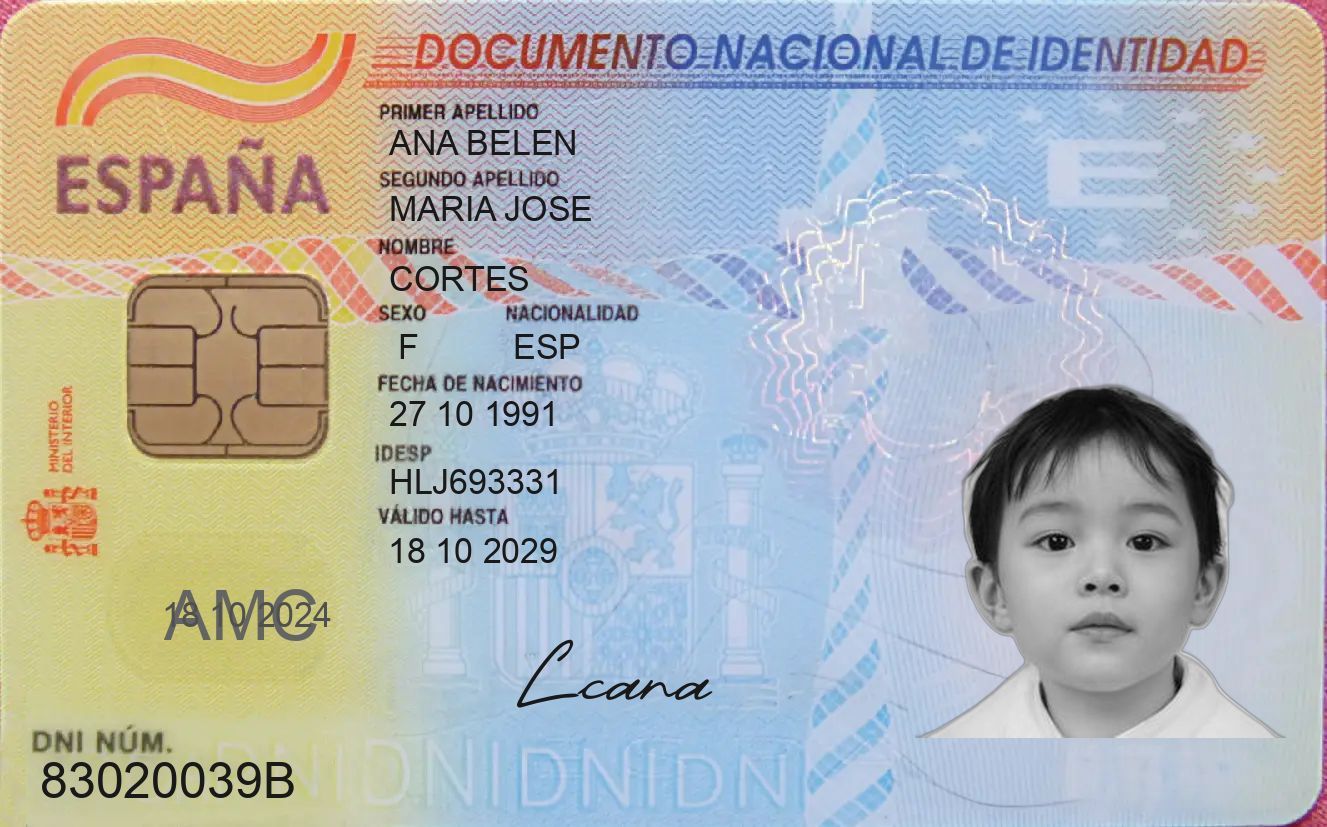 DOCUMENTO NACIONAL DE IDENTIDAD
ESPAÑA
PRIMER APELLIDO
ANA BELEN
SEGUNDO APELLIDO
MARIA JOSE
NOMBRE
CORTES
SEXO NACIONALIDAD
F ESP
FECHA DE NACIMIENTO
27 10 1991
IDESP
HLJ693331
VÁLIDO HASTA
18 10 2029
MINISTERIO
DEL INTERIOR
E
AMC
18 10 2024
Lcana
DNI NÚM.
83020039B
DNIDNIDNIDNI